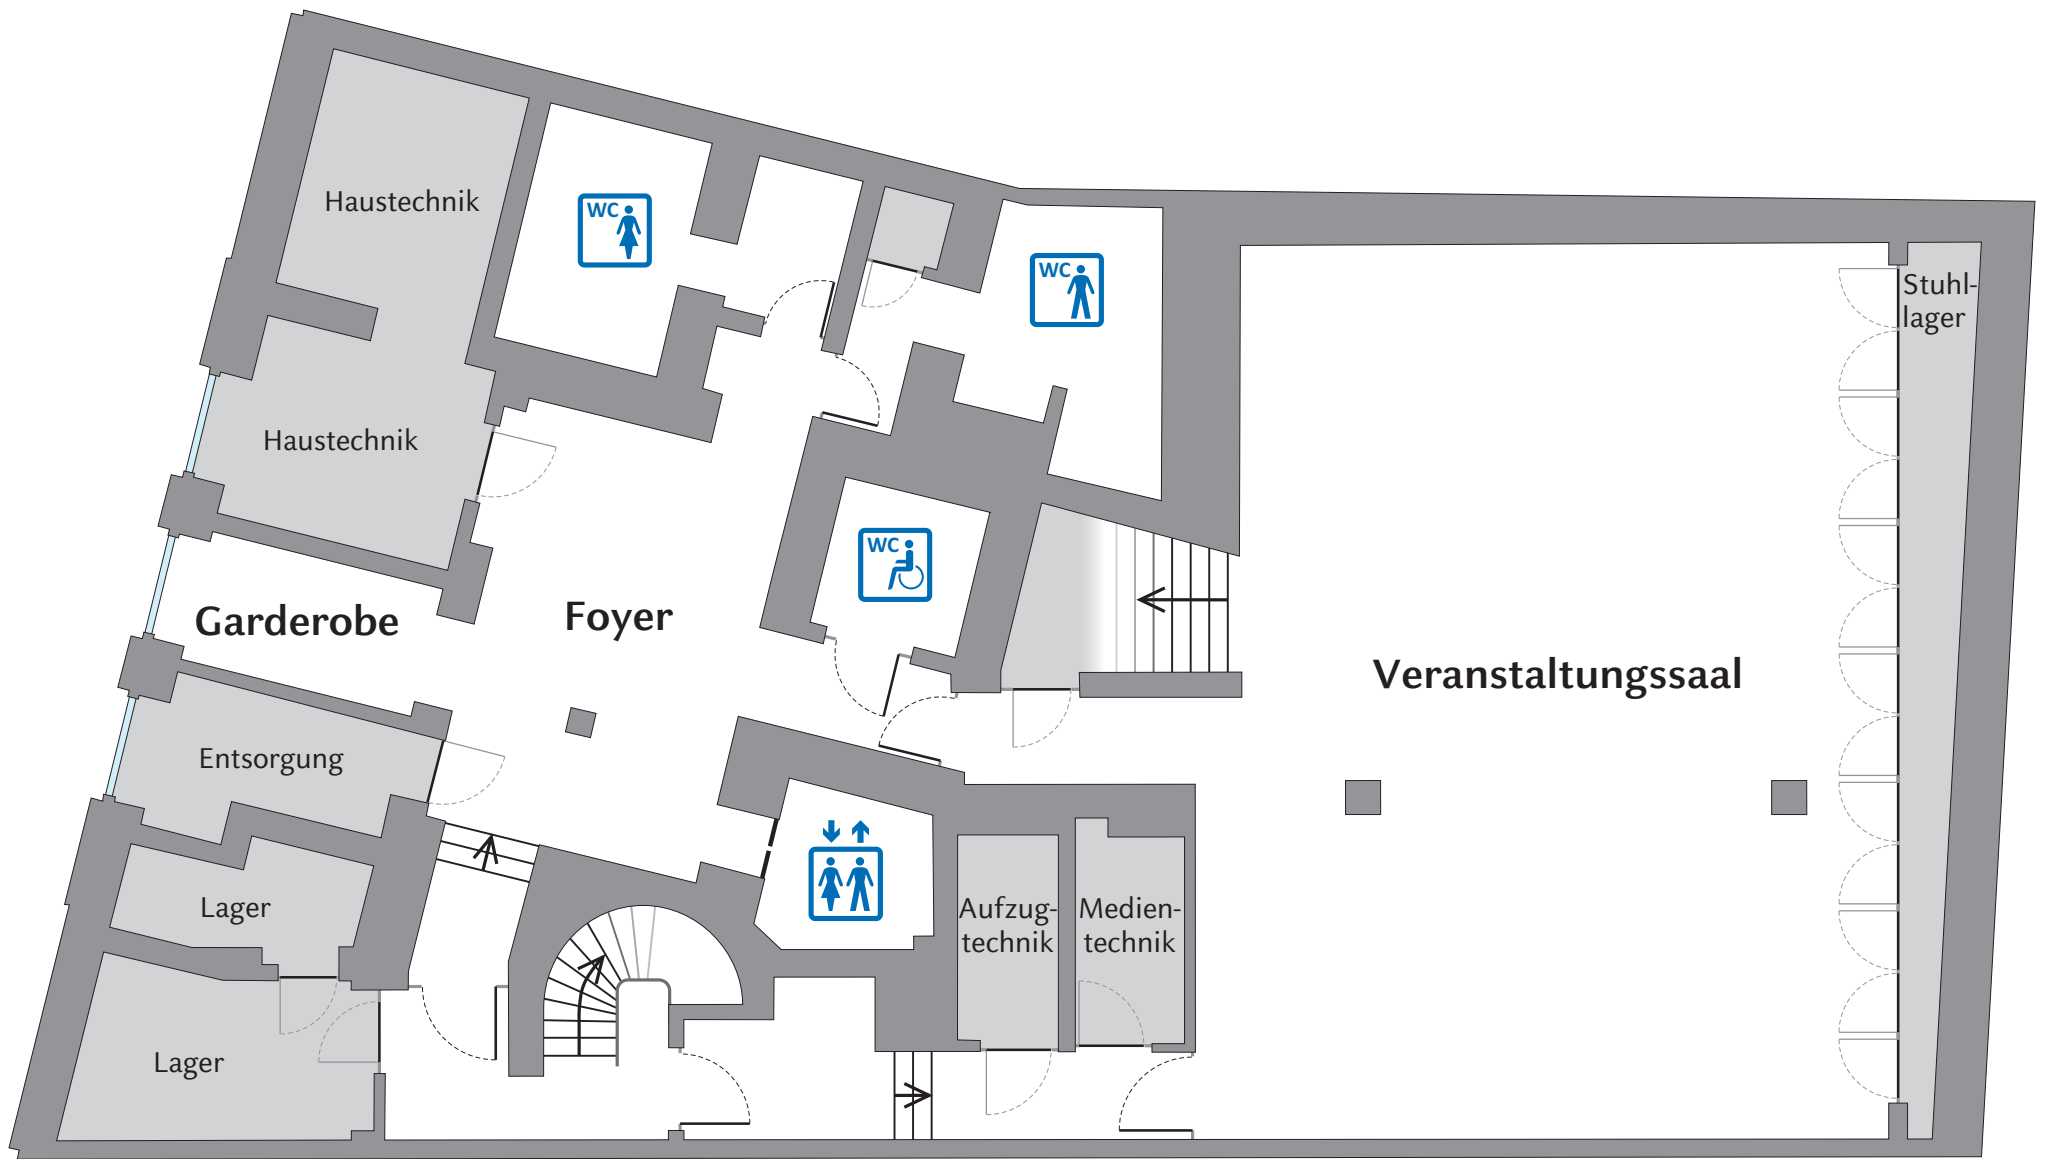 Haustechnik
WC
WC
Stuhl-
lager
Haustechnik
WC
Garderobe
Foyer
Veranstaltungssaal
Entsorgung
Lager
Aufzug-
technik
Medien-
technik
Lager